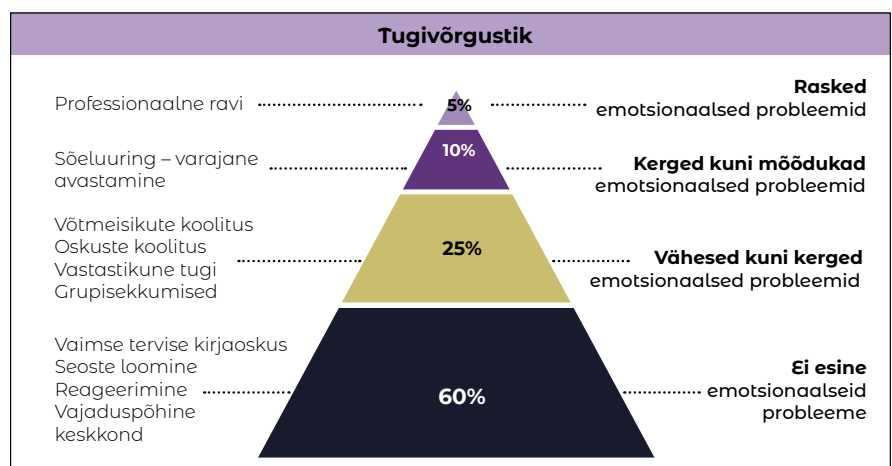 Tugivõrgustik
Professionaalne ravi
5%
Rasked
emotsionaalsed probleemid
Sõeluuring – varajane
avastamine
10%
Kerged kuni mõõdukad
emotsionaalsed probleemid
Võtmeisikute koolitus
Oskuste koolitus
Vastastikune tugi
Grupisekkumised
25%
Vähesed kuni kerged
emotsionaalsed probleemid
Vaimse tervise kirjaoskus
Seoste loomine
Reageerimine
Vajaduspõhine
keskkond
60%
Ei esine
emotsionaalseid
probleeme